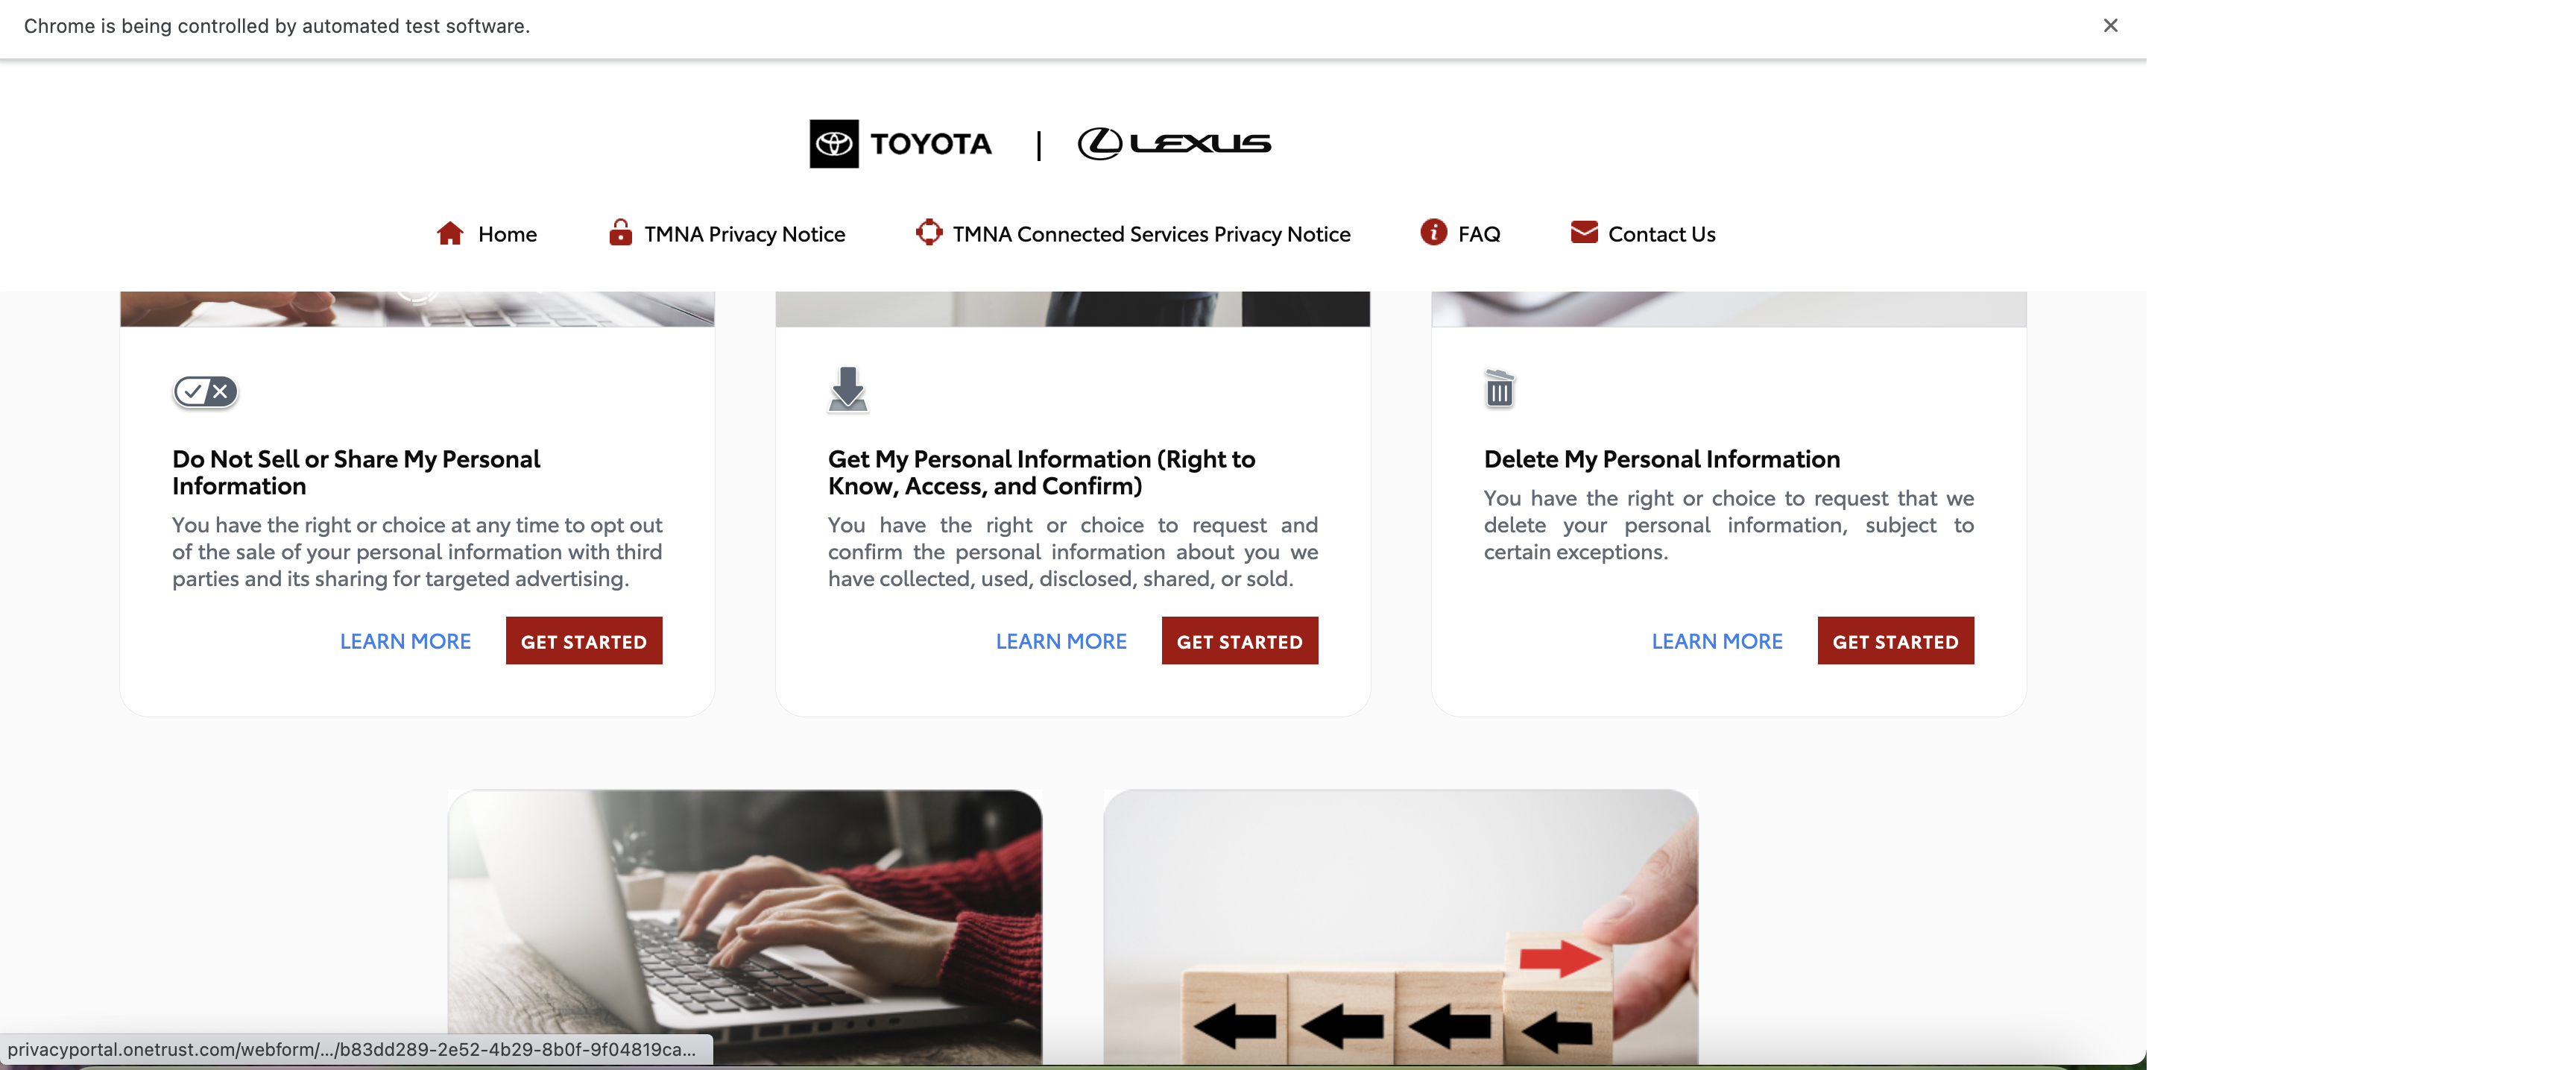 Chrome is being controlled by automated test software.
TOYOTA | LEXUS
Home TMNA Privacy Notice TMNA Connected Services Privacy Notice FAQ Contact Us
Do Not Sell or Share My Personal
Information
You have the right or choice at any time to opt out
of the sale of your personal information with third
parties and its sharing for targeted advertising.
LEARN MORE GET STARTED
Get My Personal Information (Right to
Know, Access, and Confirm)
You have the right or choice to request and
confirm the personal information about you we
have collected, used, disclosed, shared, or sold.
LEARN MORE GET STARTED
Delete My Personal Information
You have the right or choice to request that we
delete your personal information, subject to
certain exceptions.
LEARN MORE GET STARTED
privacyportal.onetrust.com/webform/.../b83dd289-2e52-4b29-8b0f-9f04819ca...